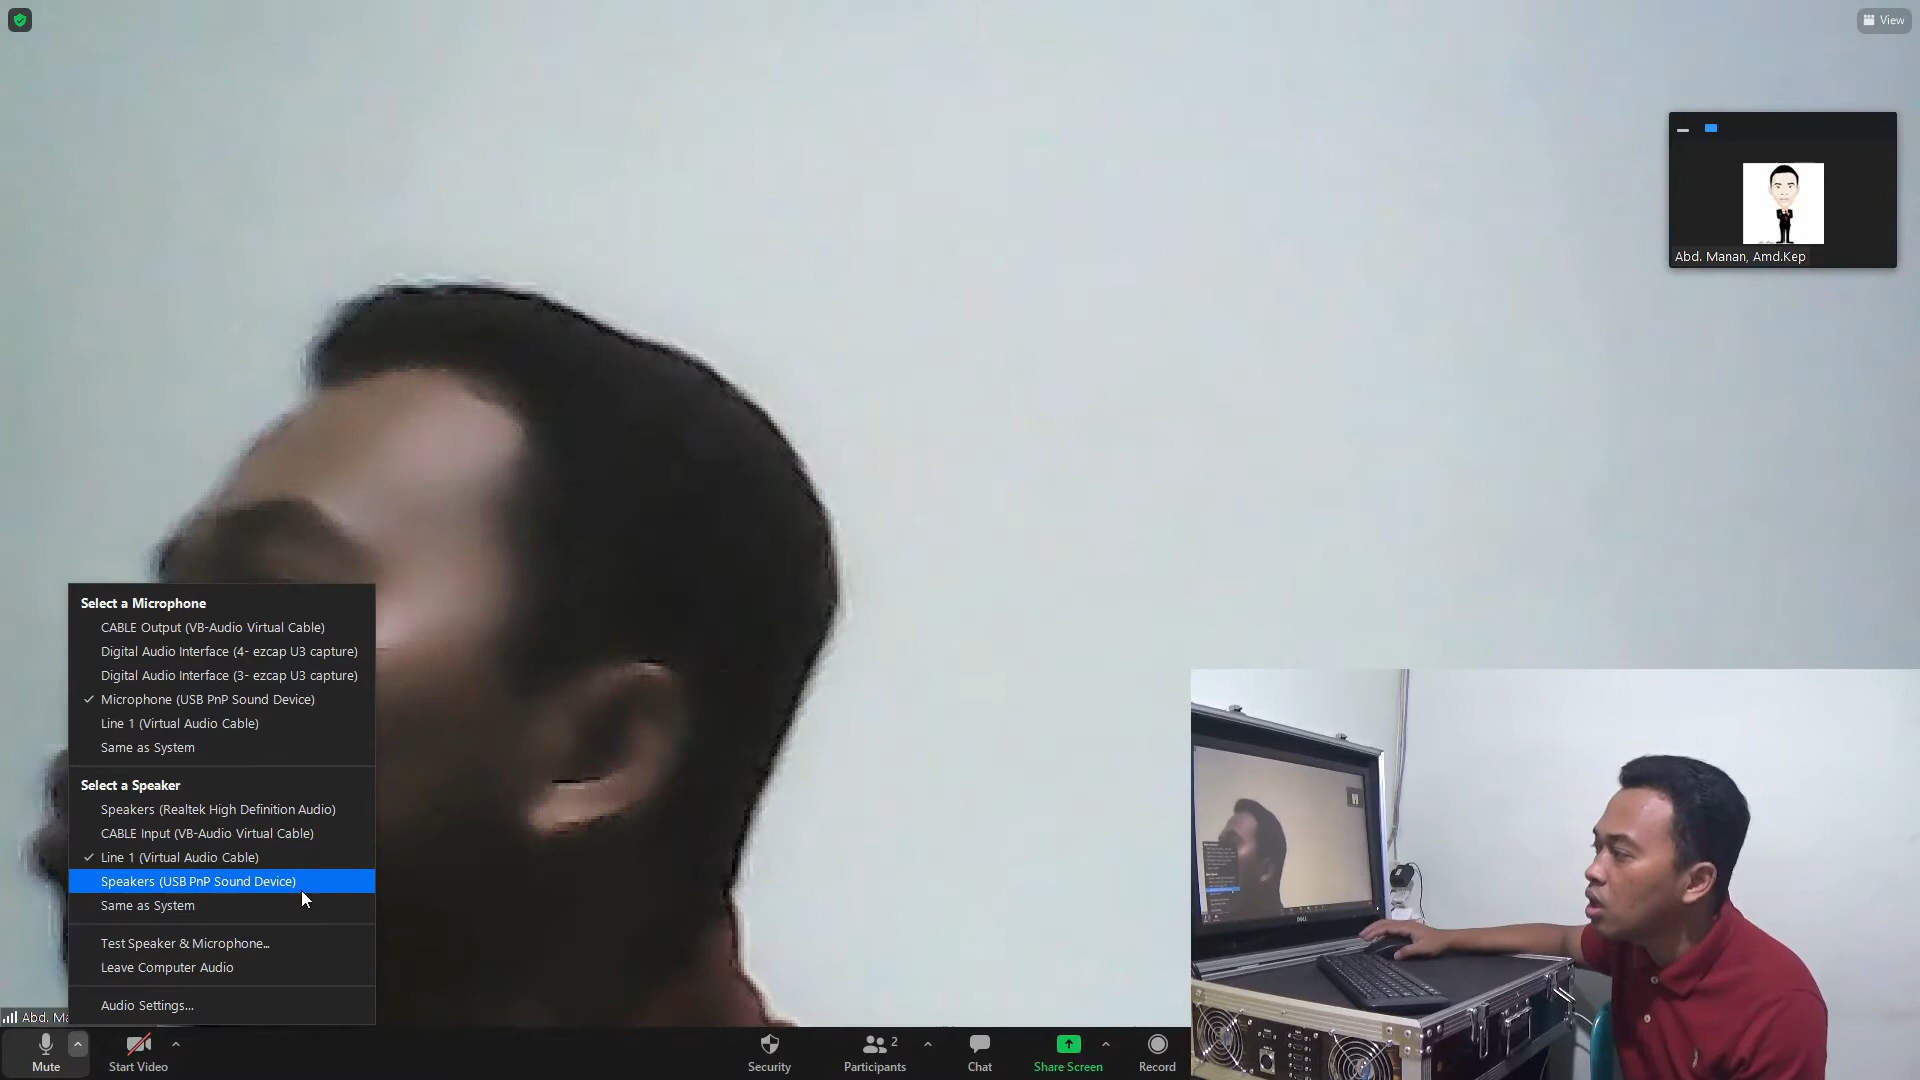 View
Abd. Manan, Amd.Kep
Select a Microphone
CABLE Output (VB-Audio Virtual Cable)
Digital Audio Interface (4- ezcap U3 capture)
Digital Audio Interface (3- ezcap U3 capture)
Microphone (USB PnP Sound Device)
Line 1 (Virtual Audio Cable)
Same as System
Select a Speaker
Speakers (Realtek High Definition Audio)
CABLE Input (VB-Audio Virtual Cable)
Line 1 (Virtual Audio Cable)
Speakers (USB PnP Sound Device)
Same as System
Test Speaker & Microphone...
Leave Computer Audio
Audio Settings...
Abd. Ma
Mute
Start Video
Security
Participants
2
Chat
Share Screen
Record
DELL